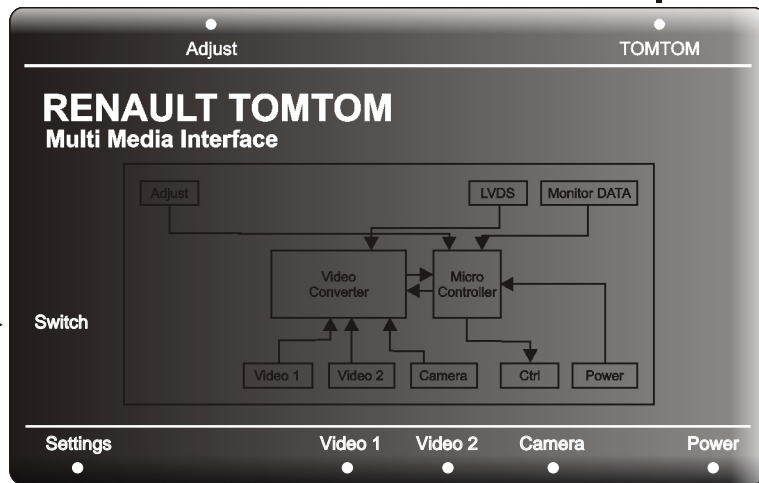 Adjust TOMTOM
RENAULT TOMTOM
Multi Media Interface
Adjust LVDS Monitor DATA
Video Micro
Converter Controller
Switch
Video 1 Video 2 Camera Ctrl Power
Settings Video 1 Video 2 Camera Power